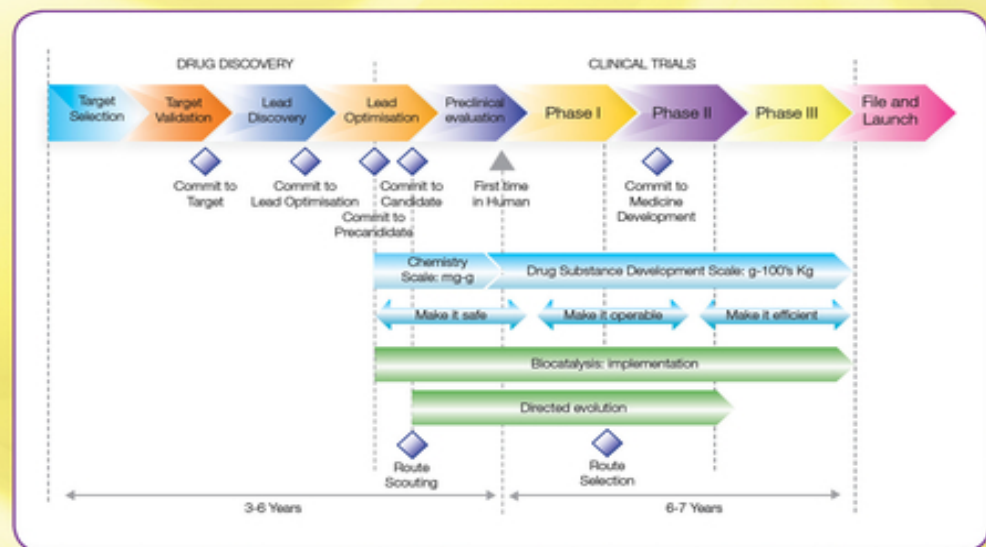 DRUG DISCOVERY
CLINICAL TRIALS
Target
Selection
Target
Validation
Lead
Discovery
Lead
Optimisation
Preclinical
evaluation
Phase I
Phase II
Phase III
File and
Launch
Commit to
Target
Commit to
Lead Optimisation
Commit to
Precandidate
Commit to
Candidate
First time
in Human
Commit to
Medicine
Development
Chemistry
Scale: mg-g
Drug Substance Development Scale: g-100's Kg
Make it safe
Make it operable
Make it efficient
Biocatalysis: implementation
Directed evolution
Route
Scouting
Route
Selection
3-6 Years
6-7 Years